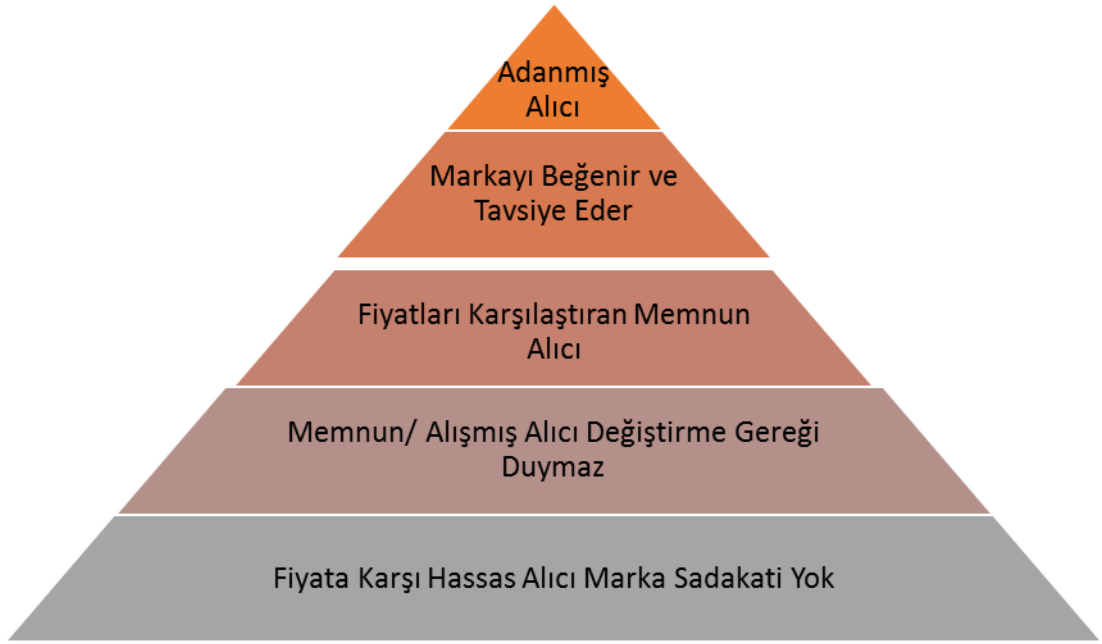 Adanmış
Alıcı
Markayı Beğenir ve
Tavsiye Eder
Fiyatları Karşılaştıran Memnun
Alıcı
Memnun/ Alışmış Alıcı Değiştirme Gereği
Duymaz
Fiyata Karşı Hassas Alıcı Marka Sadakati Yok